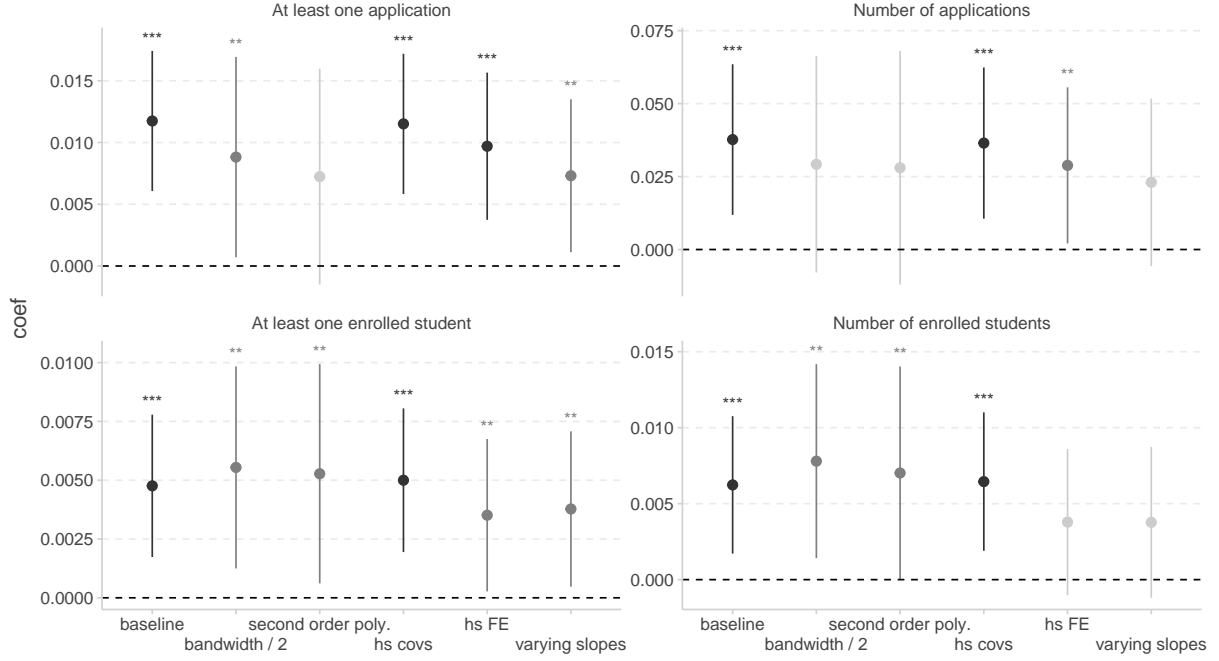 At least one application
Number of applications
*** ** *** *** **
*** *** **
0.015
0.010
0.005
0.000
0.075
0.050
0.025
0.000
coef
At least one enrolled student
Number of enrolled students
*** ** ** *** ** **
*** ** ** ***
0.0100
0.0075
0.0050
0.0025
0.0000
0.015
0.010
0.005
0.000
baseline second order poly. hs FE
bandwidth / 2 hs covs varying slopes
baseline second order poly. hs FE
bandwidth / 2 hs covs varying slopes